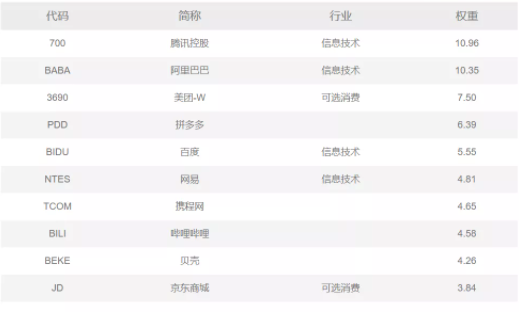 代码 简称 行业 权重
700 腾讯控股 信息技术 10.96
BABA 阿里巴巴 信息技术 10.35
3690 美团-W 可选消费 7.50
PDD 拼多多 6.39
BIDU 百度 信息技术 5.55
NTES 网易 信息技术 4.81
TCOM 携程网 4.65
BILI 哔哩哔哩 4.58
BEKE 贝壳 4.26
JD 京东商城 可选消费 3.84